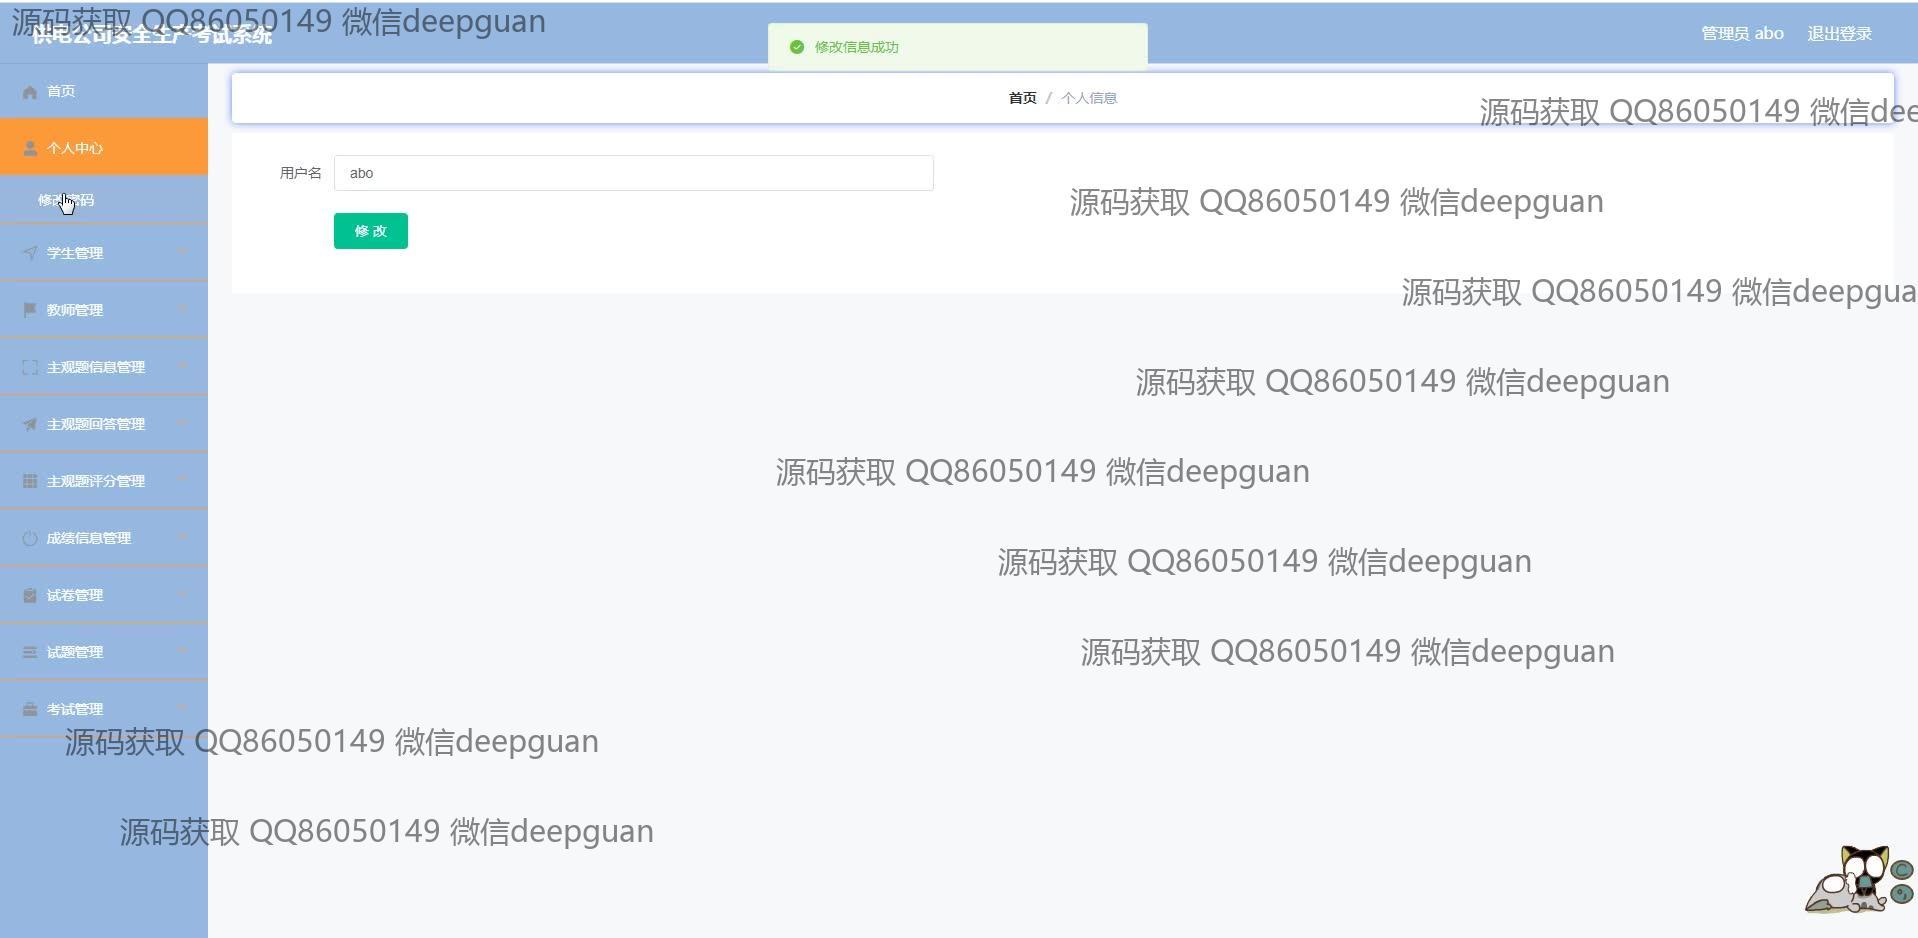 源码获取 QQ86050149 微信deepguan
供电公司安全生产考试系统
修改信息成功
管理员 abo
退出登录
首页
首页 / 个人信息
源码获取 QQ86050149 微信dee
个人中心
用户名
abo
修改密码
源码获取 QQ86050149 微信deepguan
修 改
学生管理
源码获取 QQ86050149 微信deepgua
教师管理
主观题信息管理
源码获取 QQ86050149 微信deepguan
主观题回答管理
源码获取 QQ86050149 微信deepguan
主观题评分管理
成绩信息管理
源码获取 QQ86050149 微信deepguan
试卷管理
试题管理
源码获取 QQ86050149 微信deepguan
考试管理
源码获取 QQ86050149 微信deepguan
源码获取 QQ86050149 微信deepguan